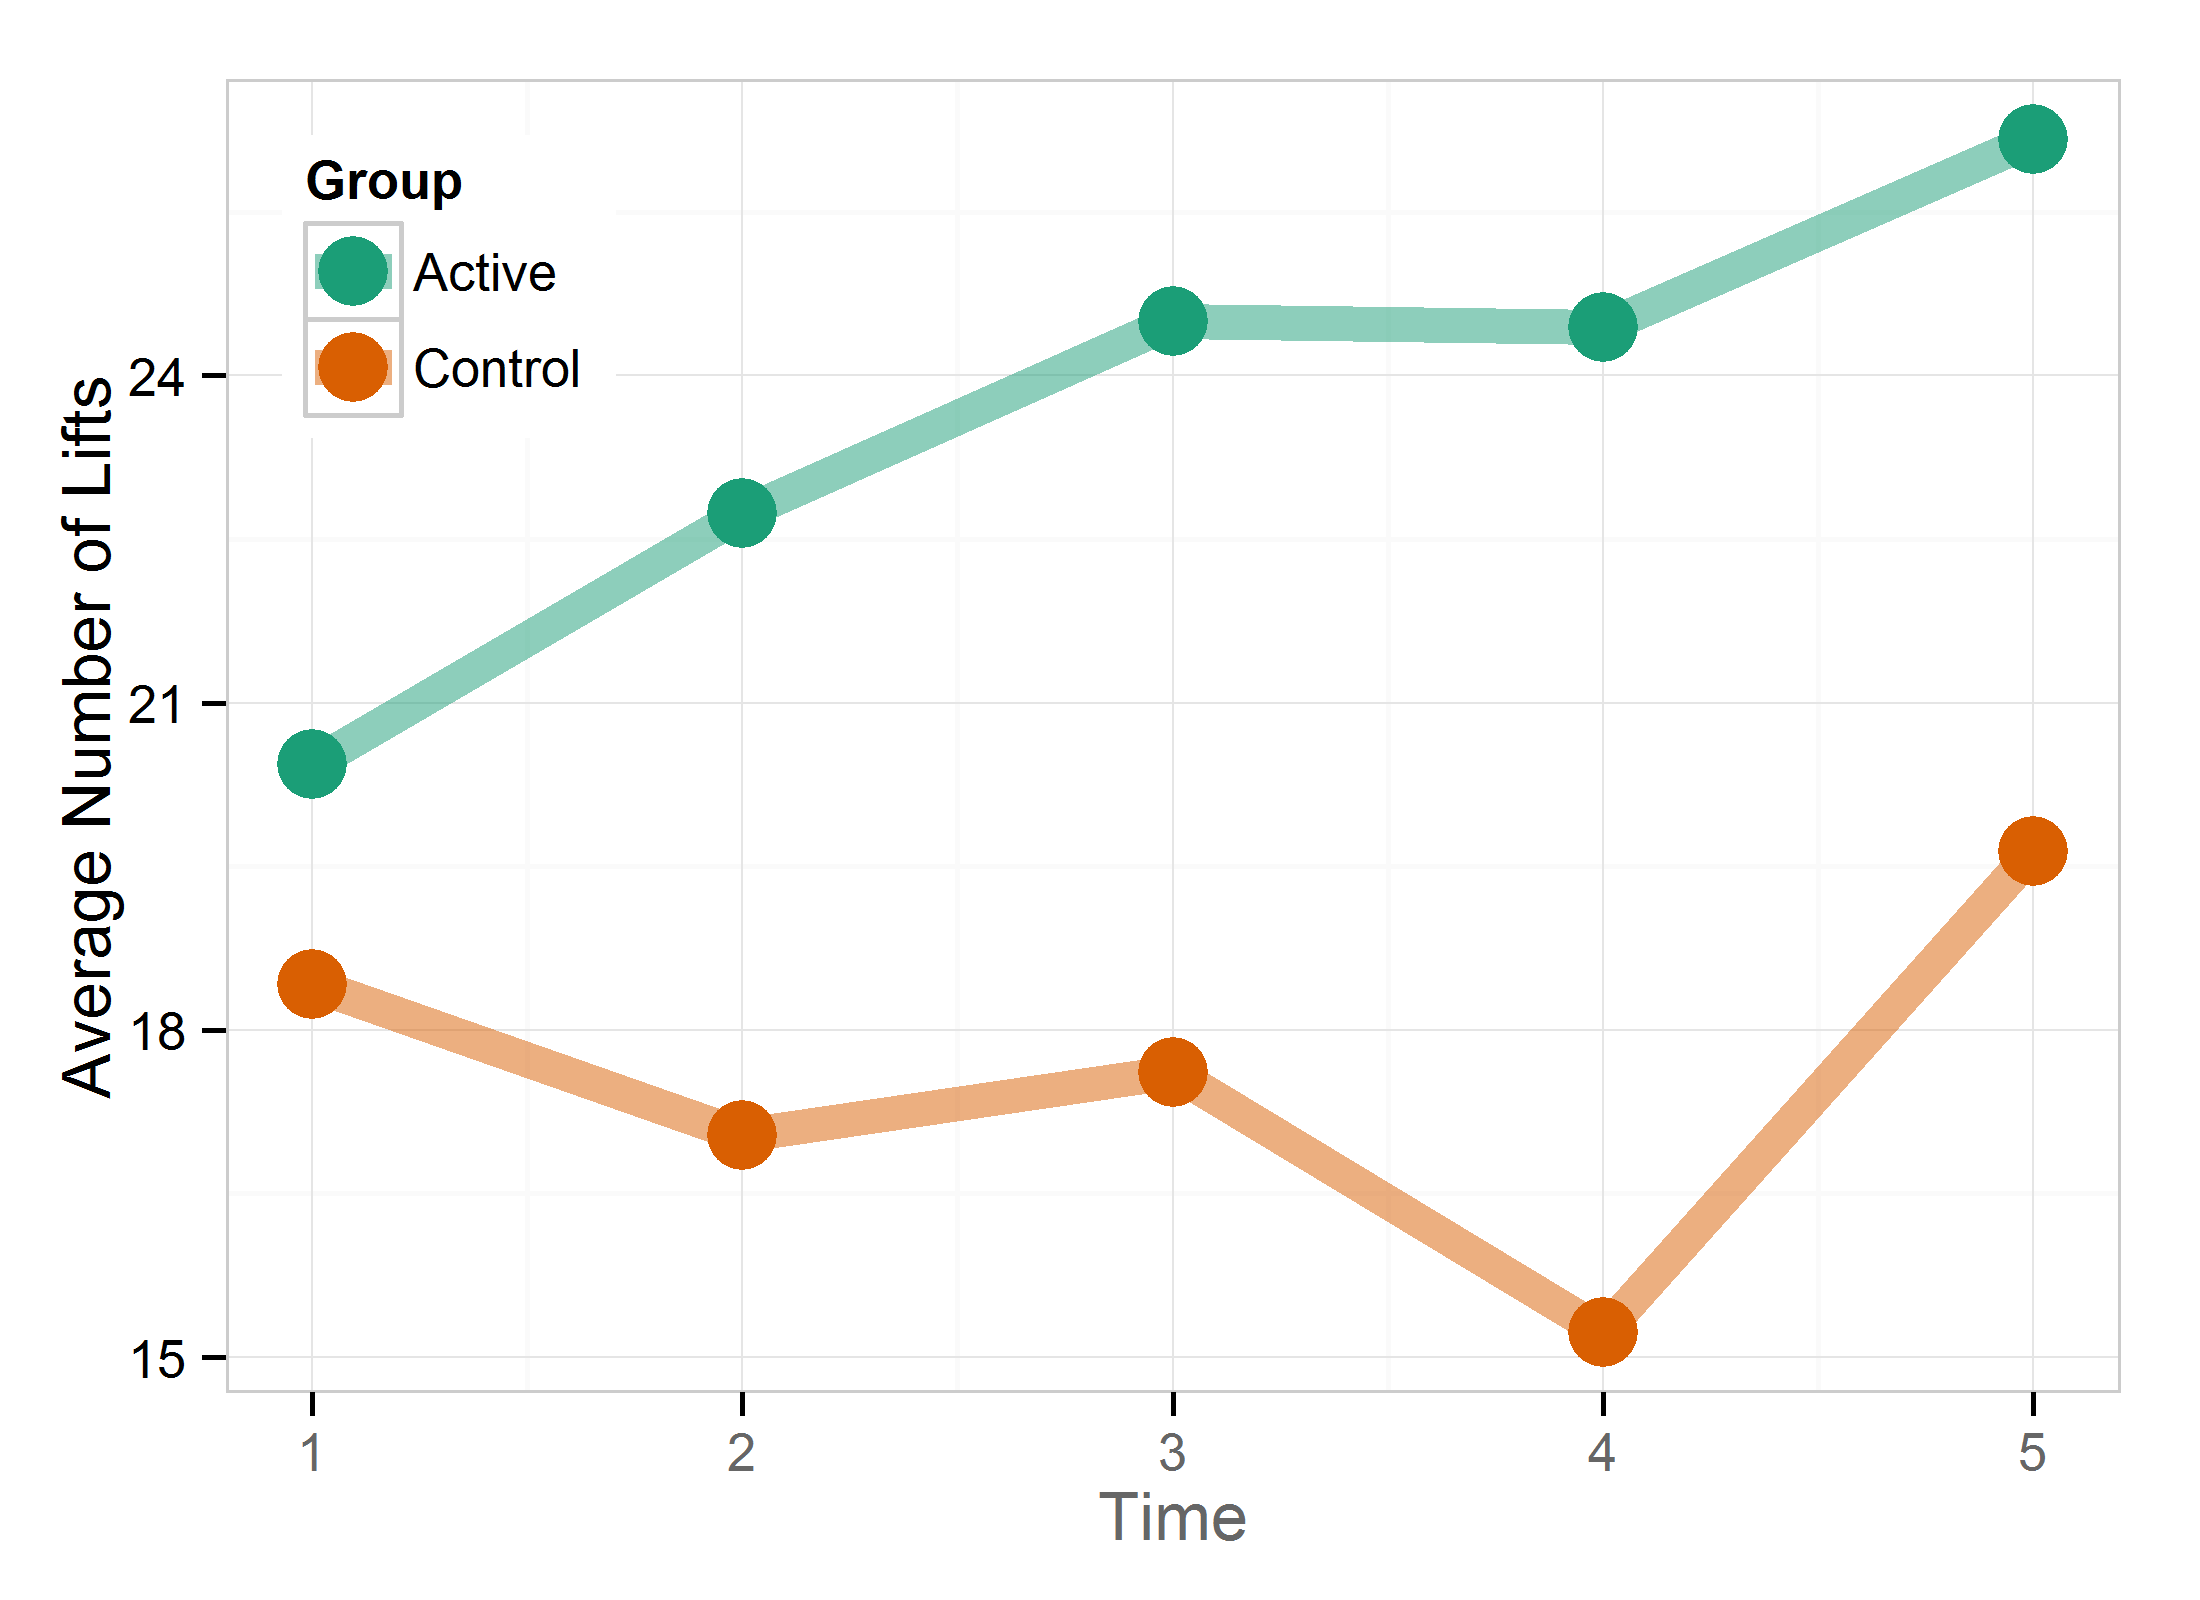 Group
Active
Control
Average Number of Lifts
24
21
18
15
1 2 3 4 5
Time